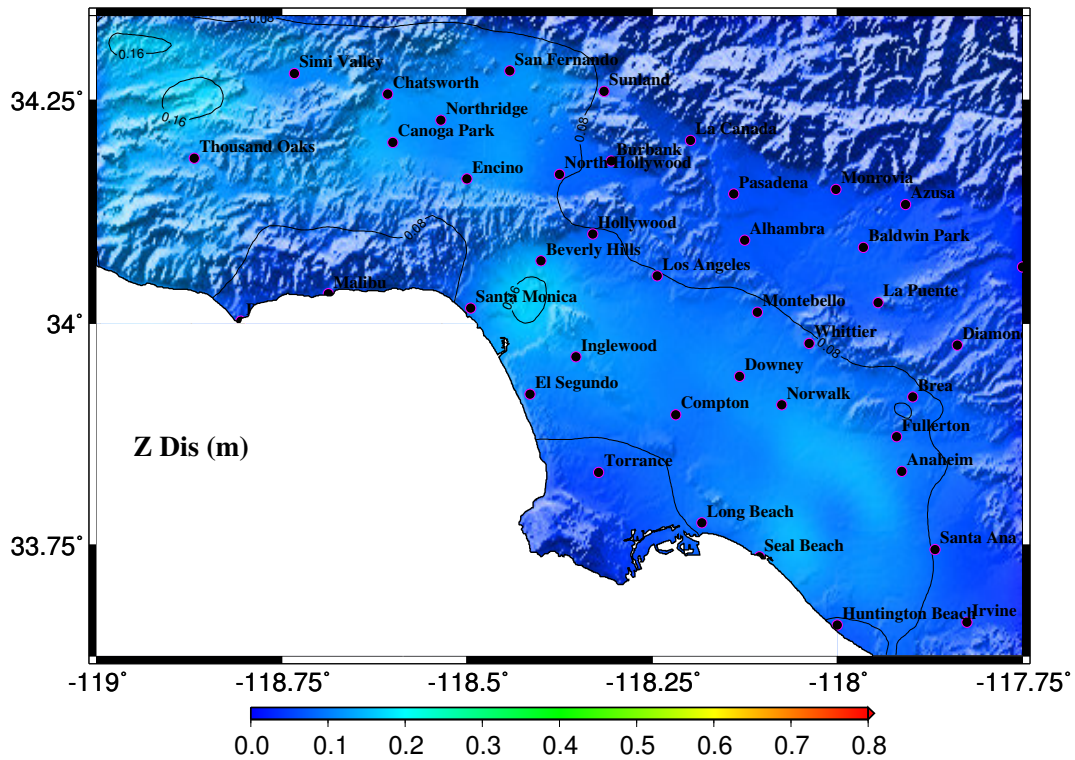 0.08
0.16
Simi Valley
San Fernando
Chatsworth
Sunland
34.25°
Northridge
0.16
Canoga Park
0.08
La Canada
Thousand Oaks
Burbank
North Hollywood
Encino
Pasadena
Monrovia
Azusa
0.08
Hollywood
Alhambra
Baldwin Park
Beverly Hills
Los Angeles
Malibu
Santa Monica
0.16
La Puente
Montebello
34°
Whittier
Diamon
0.08
Inglewood
Downey
El Segundo
Norwalk
Brea
Compton
Fullerton
Z Dis (m)
Torrance
Anaheim
Long Beach
33.75°
Seal Beach
Santa Ana
Huntington Beach
Irvine
-119°
-118.75°
-118.5°
-118.25°
-118°
-117.75°
0.0 0.1 0.2 0.3 0.4 0.5 0.6 0.7 0.8